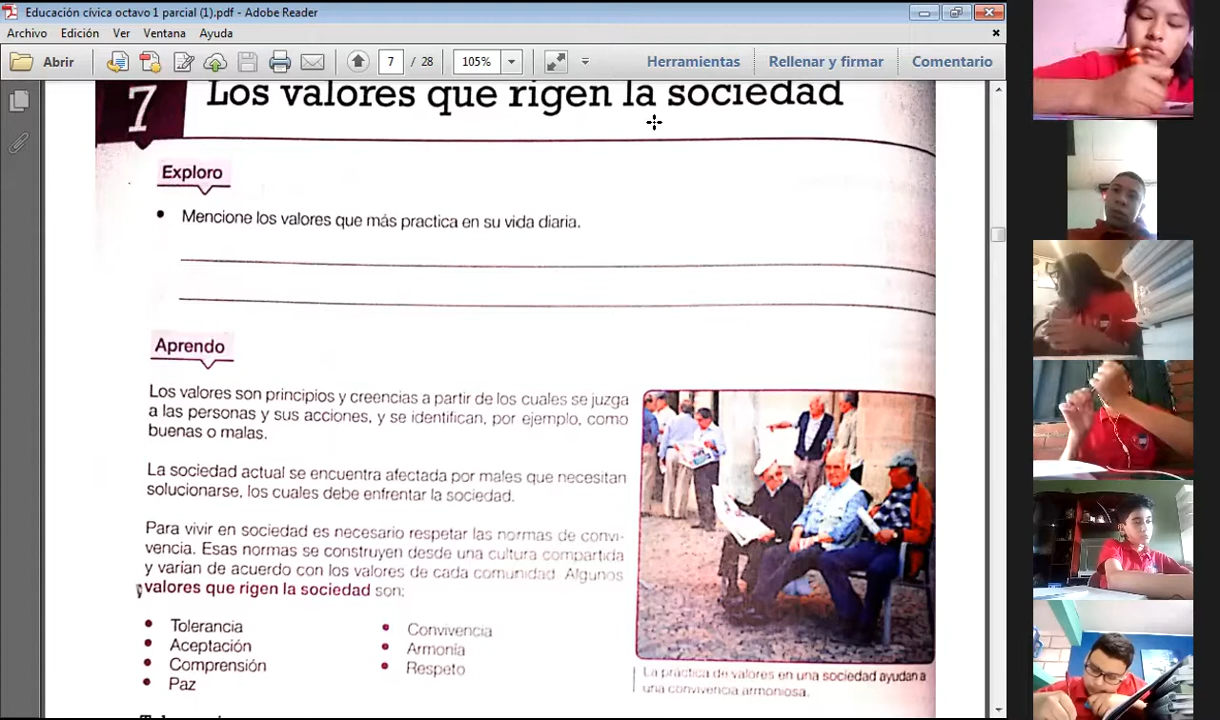 Educación cívica octavo 1 parcial (1).pdf - Adobe Reader
Archivo Edición Ver Ventana Ayuda
Abrir 7 / 28 105% Herramientas Rellenar y firmar Comentario
7 Los valores que rigen la sociedad
Exploro
• Mencione los valores que más practica en su vida diaria.
Aprendo
Los valores son principios y creencias a partir de los cuales se juzga
a las personas y sus acciones, y se identifican, por ejemplo, como
buenas o malas.
La sociedad actual se encuentra afectada por males que necesitan
solucionarse, los cuales debe enfrentar la sociedad.
Para vivir en sociedad es necesario respetar las normas de convi-
vencia. Esas normas se construyen desde una cultura compartida
y varían de acuerdo con los valores de cada comunidad. Algunos
valores que rigen la sociedad son:
• Tolerancia
• Aceptación
• Comprensión
• Paz
• Convivencia
• Armonía
• Respeto
La práctica de valores en una sociedad ayudan a
una convivencia armoniosa.